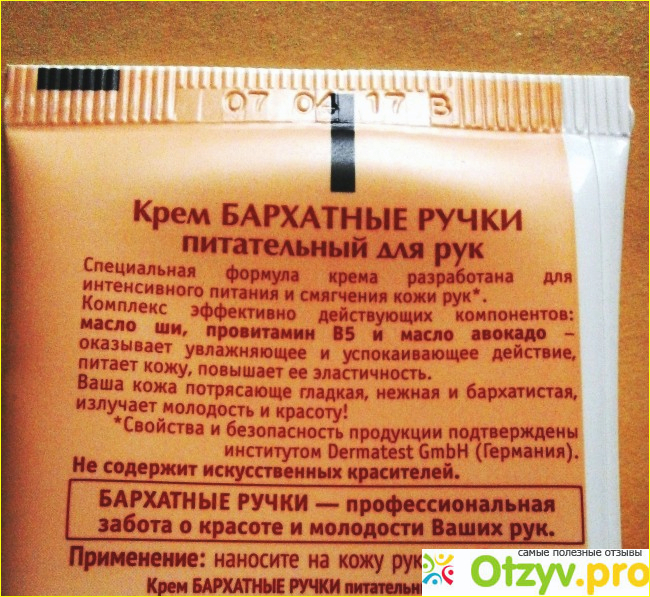 07 04 17 B
Крем БАРХАТНЫЕ РУЧКИ
питательный для рук
Специальная формула крема разработана для
интенсивного питания и смягчения кожи рук*.
Комплекс эффективно действующих компонентов:
масло ши, провитамин В5 и масло авокадо –
оказывает увлажняющее и успокаивающее действие,
питает кожу, повышает ее эластичность.
Ваша кожа потрясающе гладкая, нежная и бархатистая,
излучает молодость и красоту!
*Свойства и безопасность продукции подтверждены
институтом Dermatest GmbH (Германия).
Не содержит искусственных красителей.
БАРХАТНЫЕ РУЧКИ — профессиональная
забота о красоте и молодости Ваших рук.
Применение: наносите на кожу рук
Крем БАРХАТНЫЕ РУЧКИ
самые полезные отзывы
Otzyv.pro